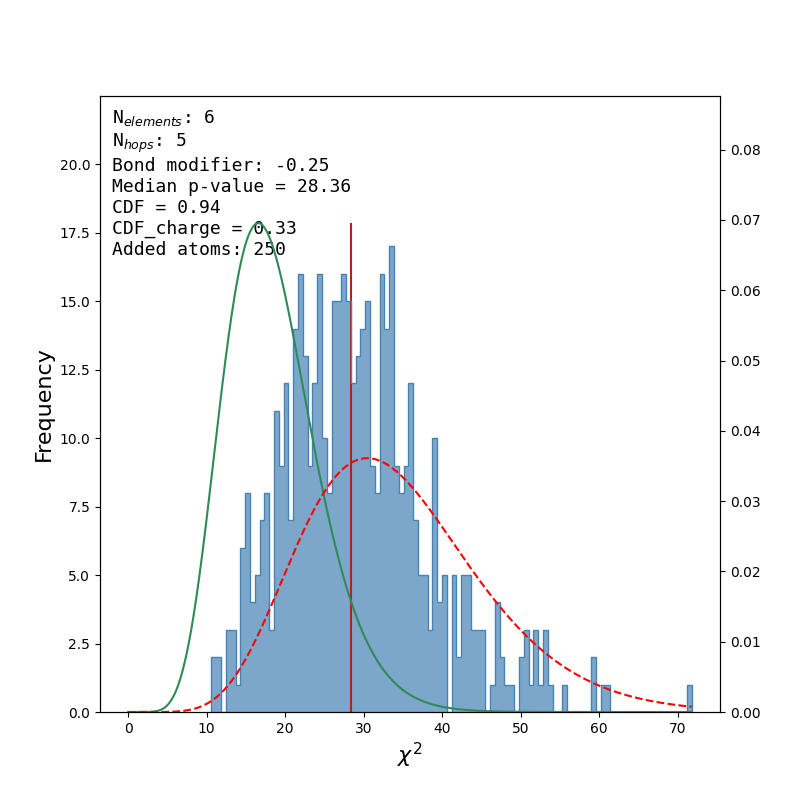 N_elements: 6
N_hops: 5
Bond modifier: -0.25
Median p-value = 28.36
CDF = 0.94
CDF_charge = 0.33
Added atoms: 250
Frequency
20.0
17.5
15.0
12.5
10.0
7.5
5.0
2.5
0.0
0.08
0.07
0.06
0.05
0.04
0.03
0.02
0.01
0.00
0 10 20 30 40 50 60 70
χ²